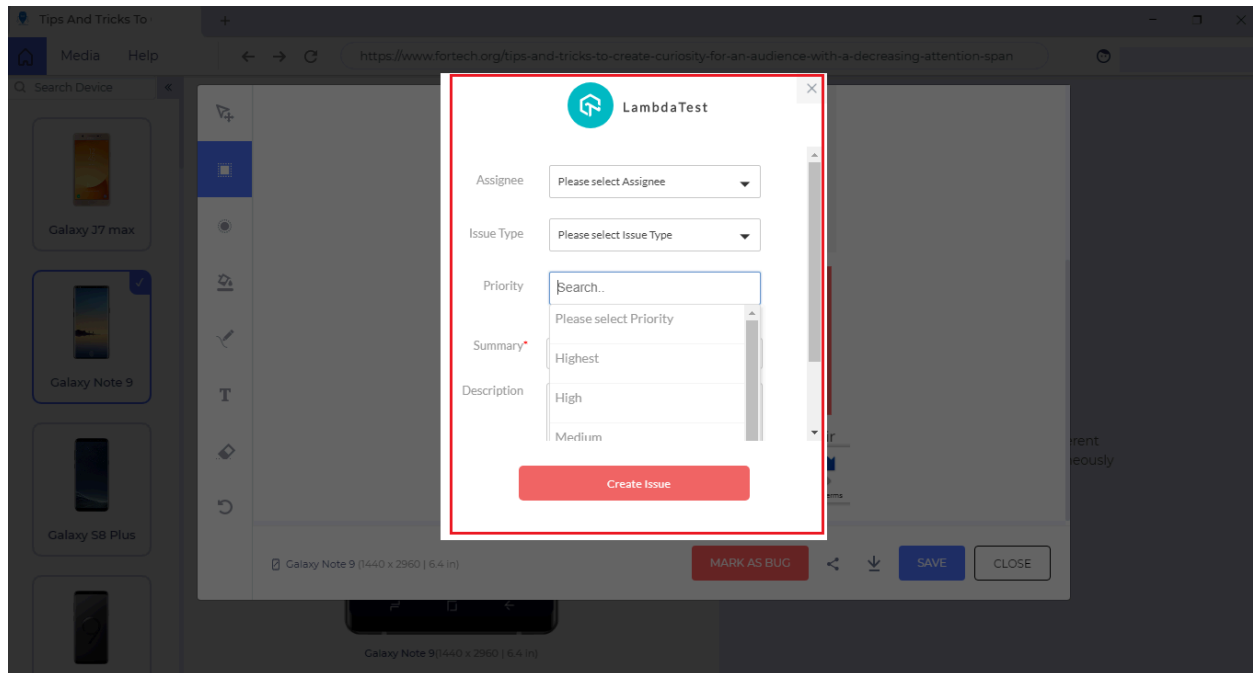 Tips And Tricks To
+
Media Help
https://www.fortech.org/tips-and-tricks-to-create-curiosity-for-an-audience-with-a-decreasing-attention-span
Search Device
LambdaTest
Assignee
Please select Assignee
Galaxy J7 max
Issue Type
Please select Issue Type
Priority
Search..
Please select Priority
Summary*
Highest
Galaxy Note 9
Description
High
T
Medium
Create Issue
Galaxy S8 Plus
Galaxy Note 9 (1440 x 2960 | 6.4 in)
MARK AS BUG
SAVE
CLOSE
Galaxy Note 9(1440 x 2960 | 6.4 in)